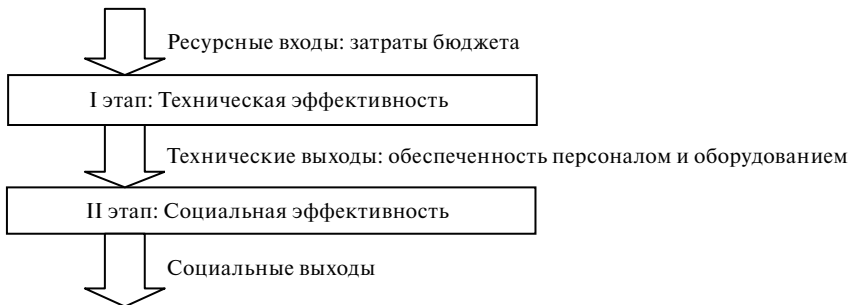 Ресурсные входы: затраты бюджета
I этап: Техническая эффективность
Технические выходы: обеспеченность персоналом и оборудованием
II этап: Социальная эффективность
Социальные выходы